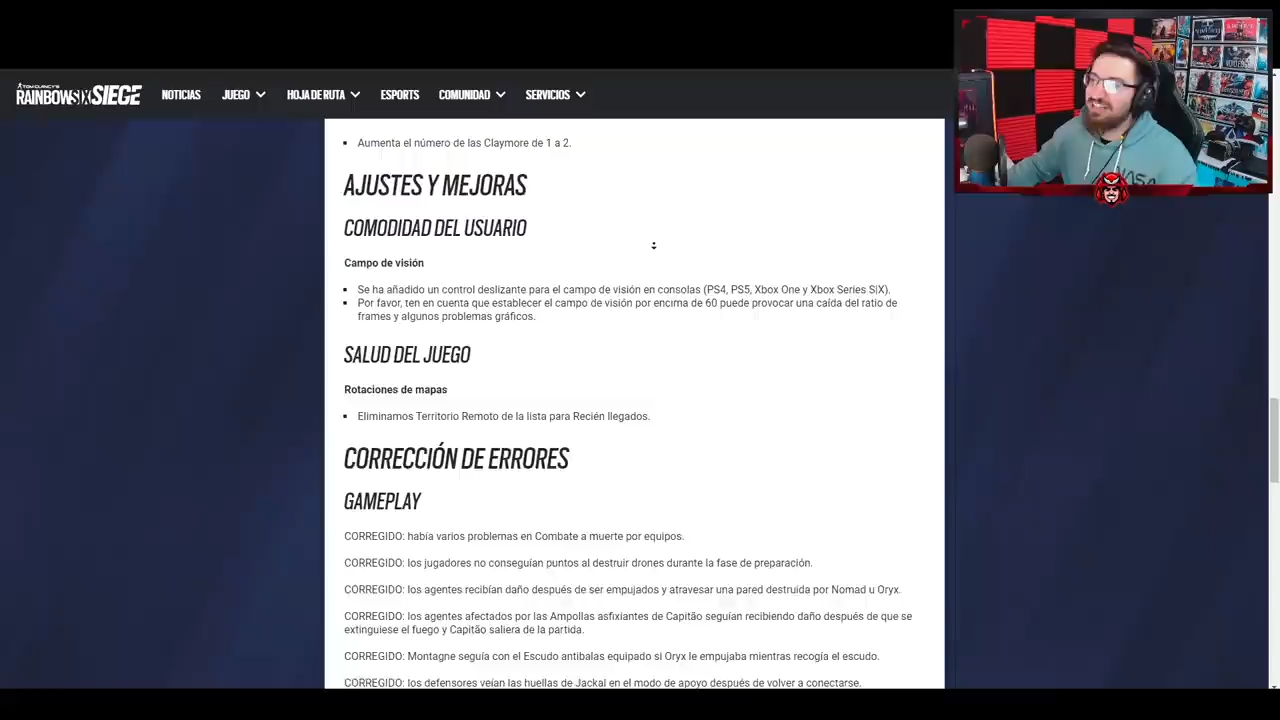 TOM CLANCY'S
RAINBOWSIX SIEGE
NOTICIAS
JUEGO
HOJA DE RUTA
ESPORTS
COMUNIDAD
SERVICIOS
Aumenta el número de las Claymore de 1 a 2.
AJUSTES Y MEJORAS
COMODIDAD DEL USUARIO
Campo de visión
Se ha añadido un control deslizante para el campo de visión en consolas (PS4, PS5, Xbox One y Xbox Series S|X).
Por favor, ten en cuenta que establecer el campo de visión por encima de 60 puede provocar una caída del ratio de
frames y algunos problemas gráficos.
SALUD DEL JUEGO
Rotaciones de mapas
Eliminamos Territorio Remoto de la lista para Recién llegados.
CORRECCIÓN DE ERRORES
GAMEPLAY
CORREGIDO: había varios problemas en Combate a muerte por equipos.
CORREGIDO: los jugadores no conseguían puntos al destruir drones durante la fase de preparación.
CORREGIDO: los agentes recibían daño después de ser empujados y atravesar una pared destruida por Nomad u Oryx.
CORREGIDO: los agentes afectados por las Ampollas asfixiantes de Capitão seguían recibiendo daño después de que se
extinguiese el fuego y Capitão saliera de la partida.
CORREGIDO: Montagne seguía con el Escudo antibalas equipado si Oryx le empujaba mientras recogía el escudo.
CORREGIDO: los defensores veían las huellas de Jackal en el modo de apoyo después de volver a conectarse.